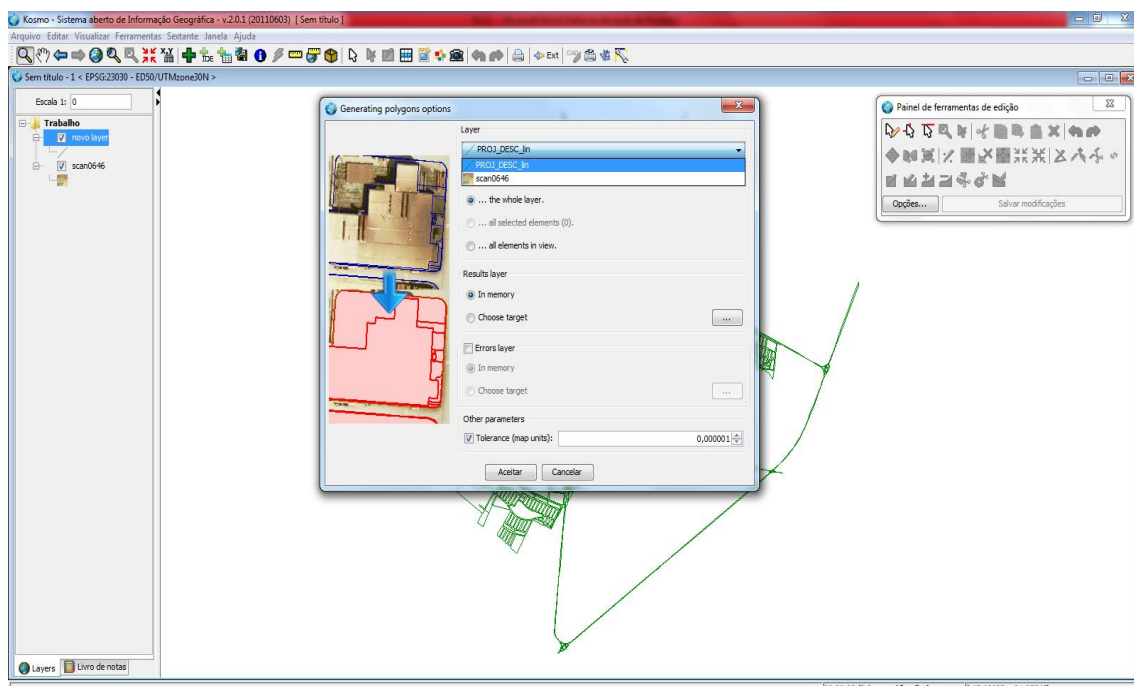 Kosmo - Sistema aberto de Informação Geográfica - v.2.0.1 (20110603) [ Sem título ]
Arquivo Editar Visualizar Ferramentas Sextante Janela Ajuda
Sem título - 1 < EPSG:23030 - ED50/UTMzone30N >
Escala 1: 0
Trabalho
novo layer
scan0646
Generating polygons options
Layer
PROJ_DESC_lin
PROJ_DESC_lin
scan0646
... the whole layer.
... all selected elements (0).
... all elements in view.
Results layer
In memory
Choose target
...
Errors layer
In memory
Choose target
...
Other parameters
Tolerance (map units): 0,000001
Aceitar Cancelar
Painel de ferramentas de edição
Opções... Salvar modificações
Layers Livro de notas